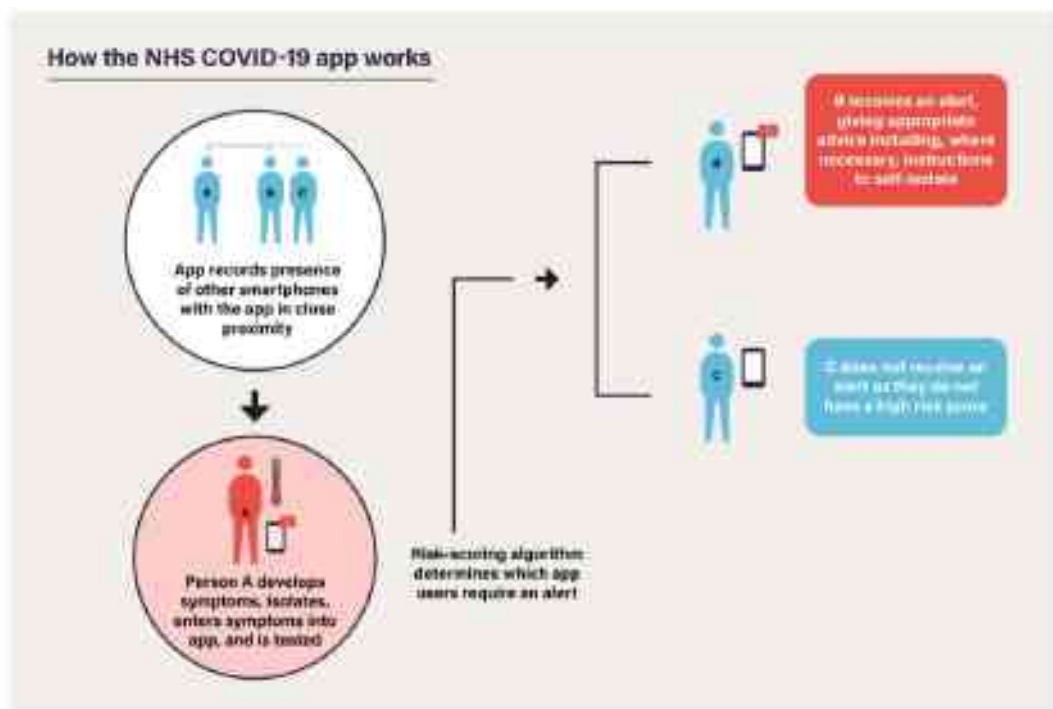 How the NHS COVID-19 app works
App records presence
of other smartphones
with the app in close
proximity
Person A develops
symptoms, isolates,
enters symptoms into
app, and is tested
Risk-scoring algorithm
determines which app
users require an alert
B receives an alert,
giving appropriate
advice including, where
necessary, instructions
to self-isolate
C
C does not receive an
alert as they do not
have a high risk score